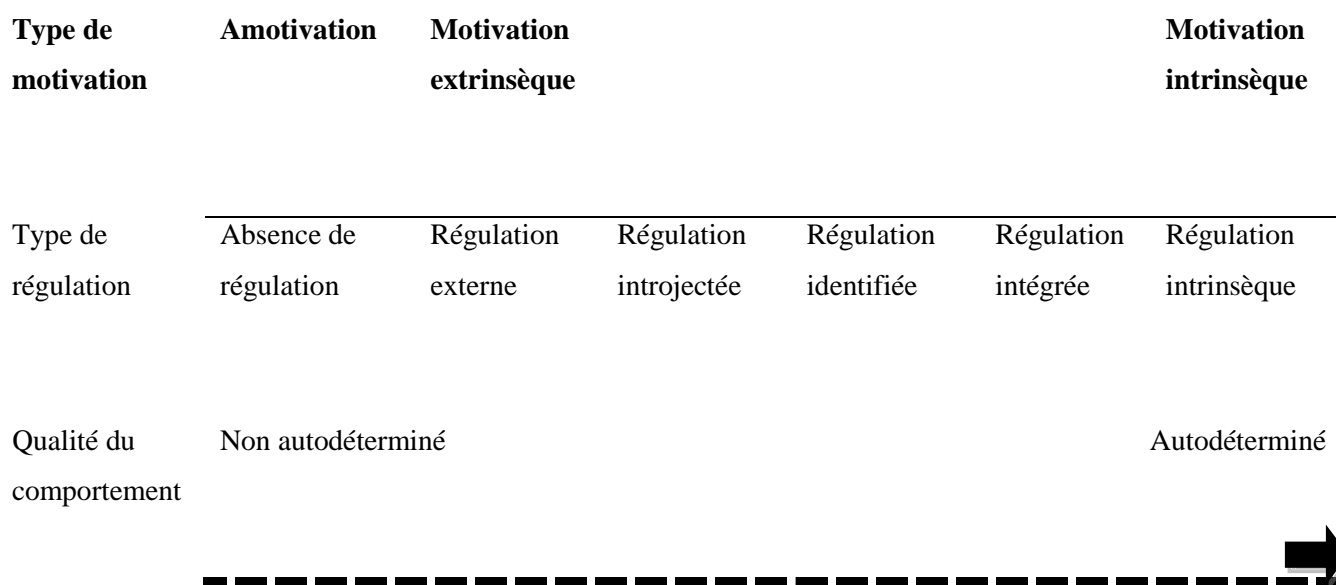 Type de Amotivation Motivation Motivation
motivation extrinsèque intrinsèque
Type de Absence de Régulation Régulation Régulation Régulation Régulation
régulation régulation externe introjectée identifiée intégrée intrinsèque
Qualité du Non autodéterminé Autodéterminé
comportement